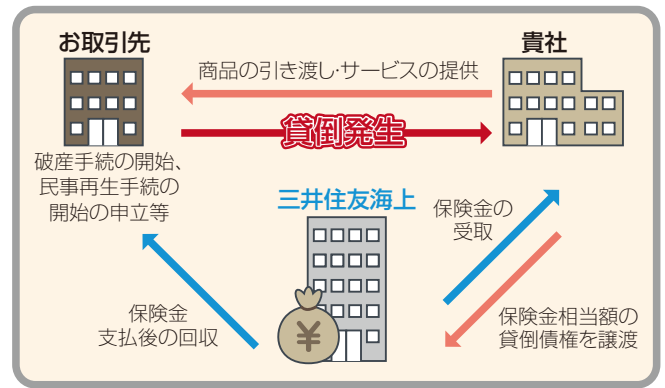 お取引先
貴社
商品の引き渡し・サービスの提供
貸倒発生
破産手続の開始、
民事再生手続の
開始の申立等
三井住友海上
保険金の
受取
保険金
支払後の回収
¥
保険金相当額の
貸倒債権を譲渡